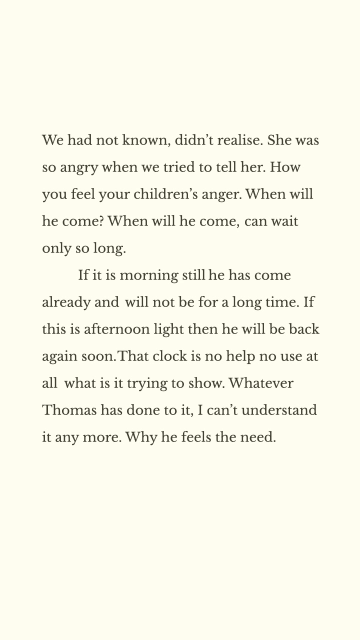 We had not known, didn’t realise. She was
so angry when we tried to tell her. How
you feel your children’s anger. When will
he come? When will he come, can wait
only so long.
If it is morning still he has come
already and will not be for a long time. If
this is afternoon light then he will be back
again soon.That clock is no help no use at
all what is it trying to show. Whatever
Thomas has done to it, I can’t understand
it any more. Why he feels the need.